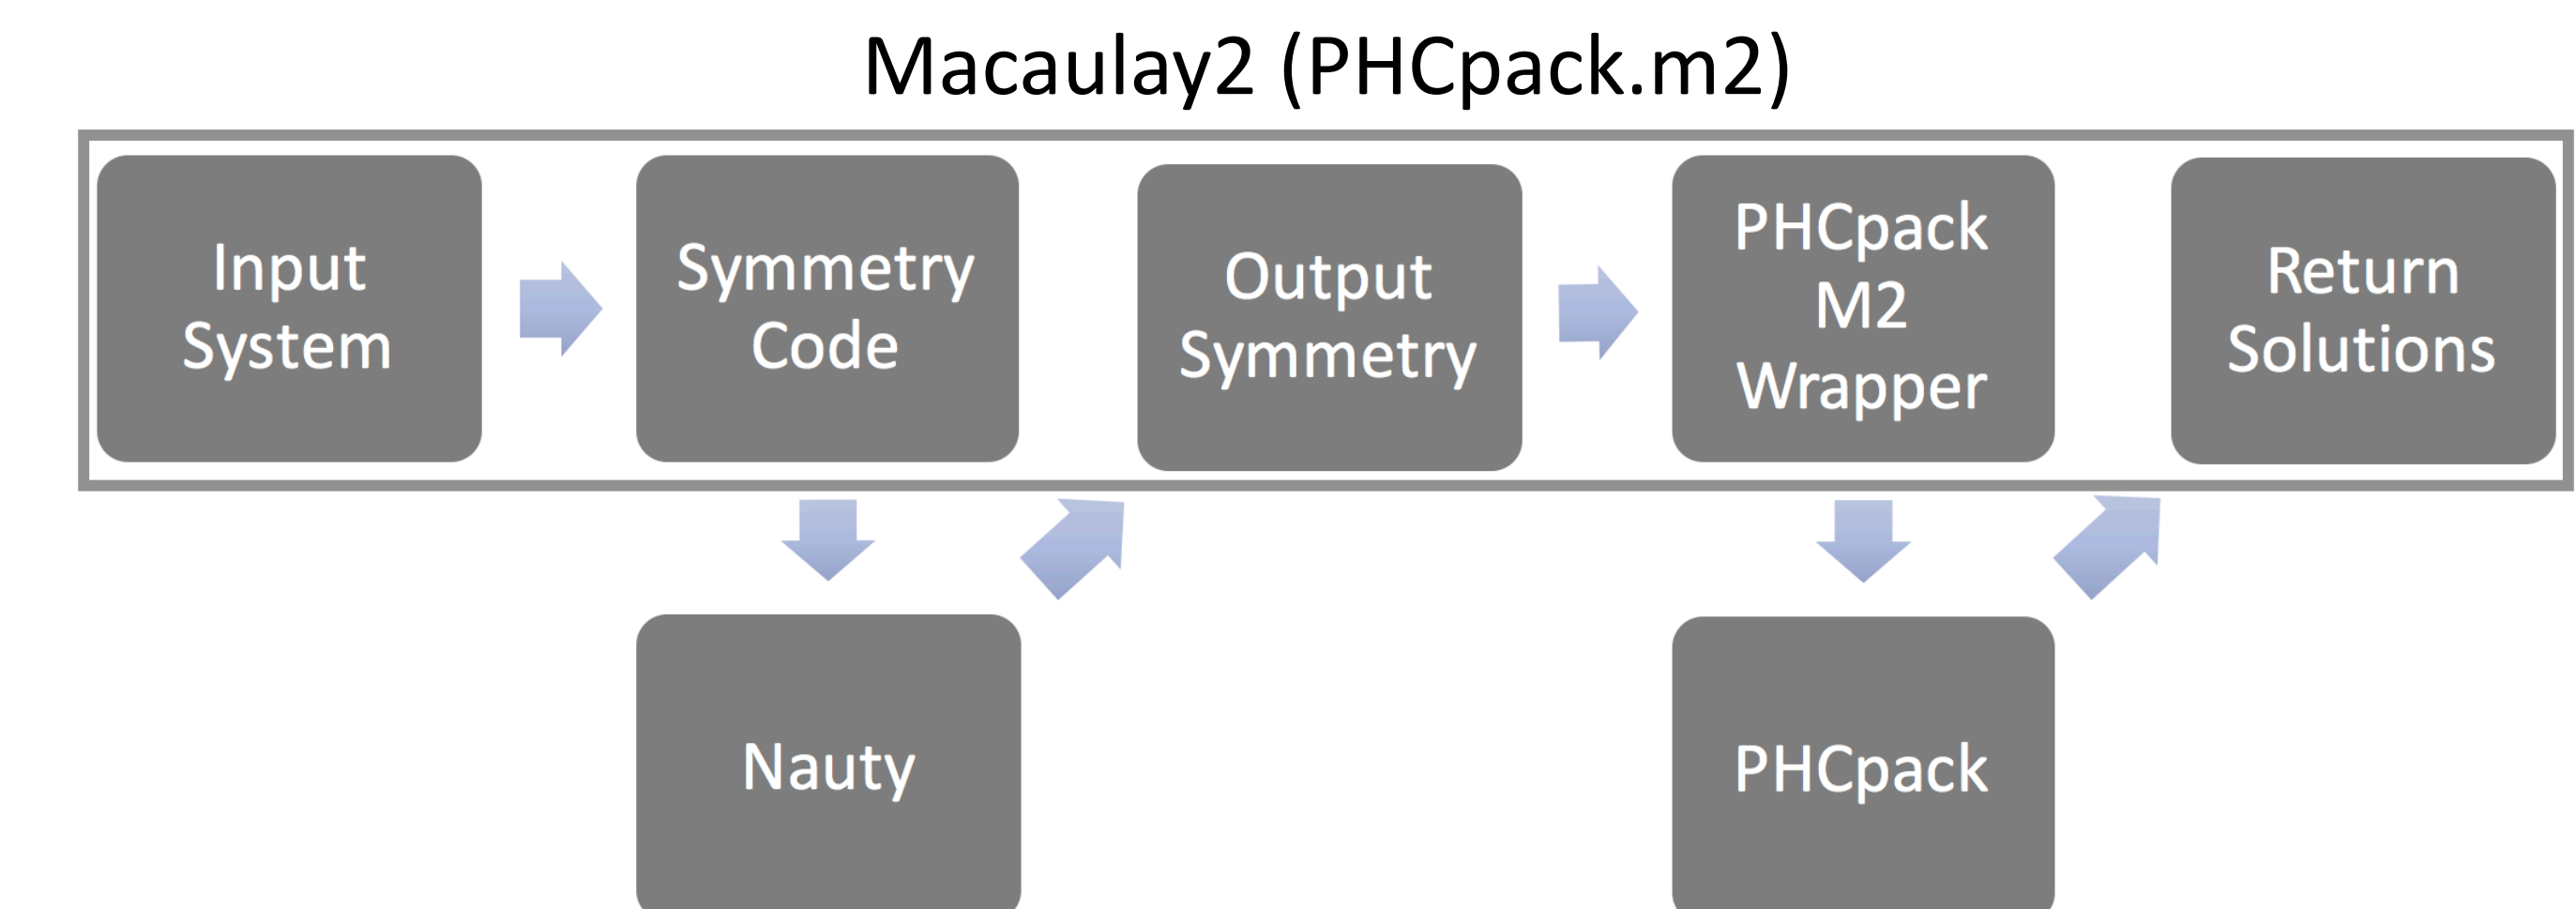 Macaulay2 (PHCpack.m2)
Input
System
Symmetry
Code
Output
Symmetry
PHCpack
M2
Wrapper
Return
Solutions
Nauty
PHCpack